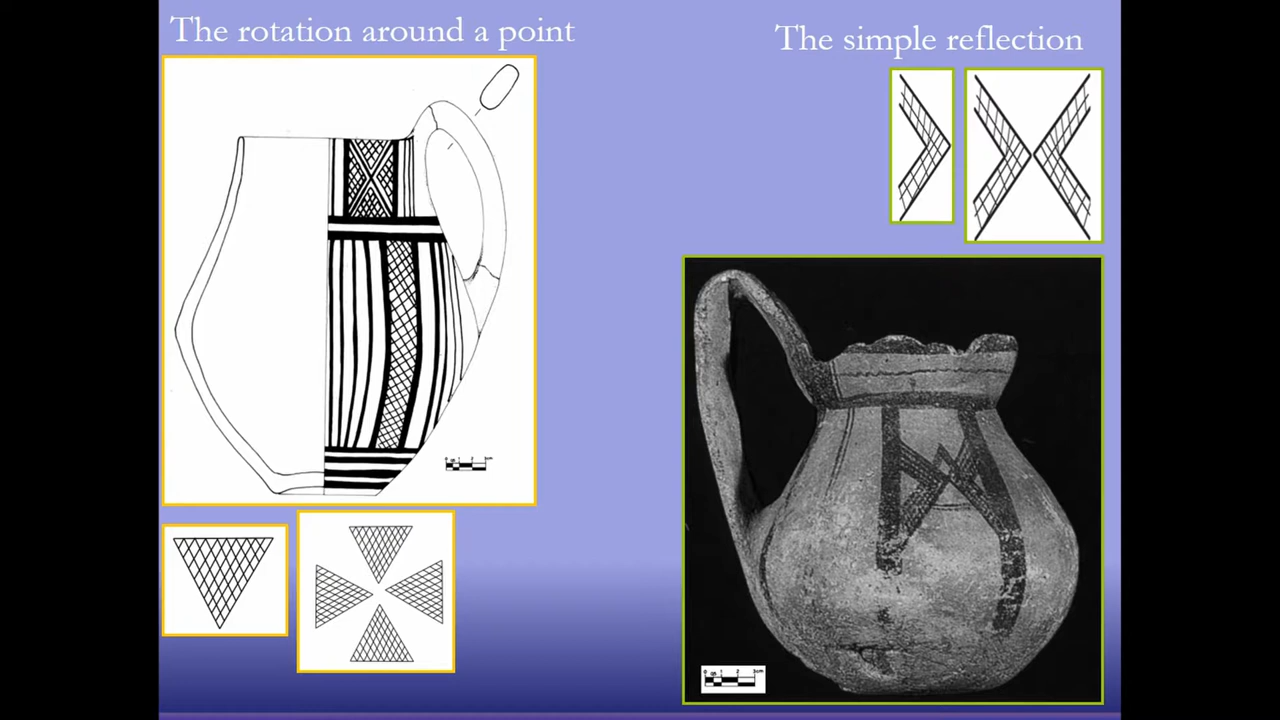 The rotation around a point
The simple reflection